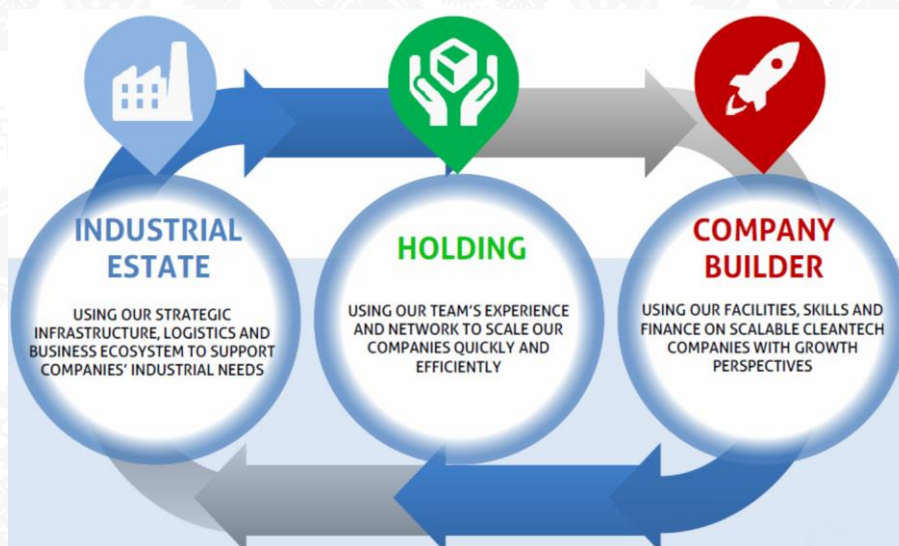 INDUSTRIAL
ESTATE
USING OUR STRATEGIC
INFRASTRUCTURE, LOGISTICS AND
BUSINESS ECOSYSTEM TO SUPPORT
COMPANIES' INDUSTRIAL NEEDS
HOLDING
USING OUR TEAM'S EXPERIENCE
AND NETWORK TO SCALE OUR
COMPANIES QUICKLY AND
EFFICIENTLY
COMPANY
BUILDER
USING OUR FACILITIES, SKILLS AND
FINANCE ON SCALABLE CLEANTECH
COMPANIES WITH GROWTH
PERSPECTIVES